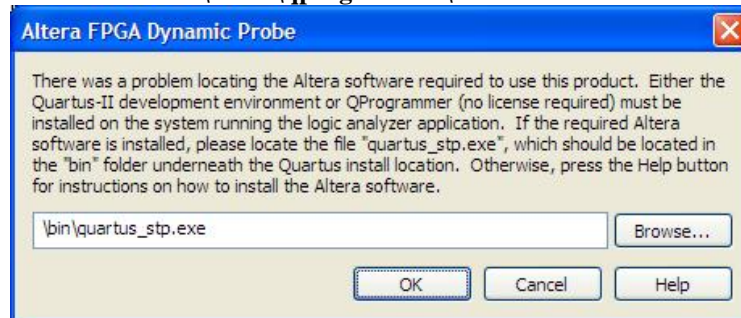 Altera FPGA Dynamic Probe
There was a problem locating the Altera software required to use this product. Either the
Quartus-II development environment or QProgrammer (no license required) must be
installed on the system running the logic analyzer application. If the required Altera
software is installed, please locate the file "quartus_stp.exe", which should be located in
the "bin" folder underneath the Quartus install location. Otherwise, press the Help button
for instructions on how to install the Altera software.
\bin\quartus_stp.exe
Browse...
OK
Cancel
Help